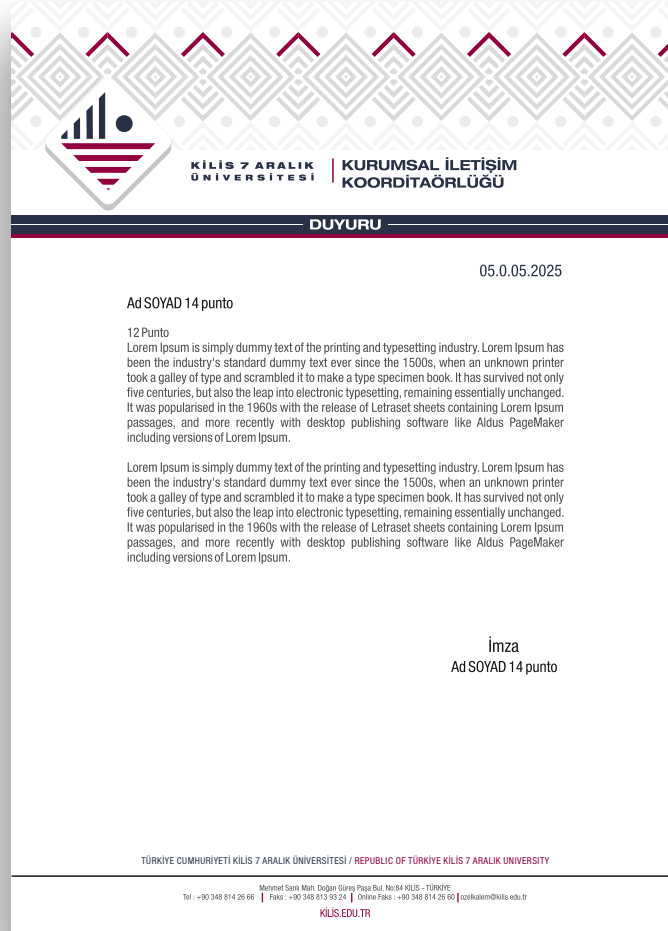 KİLİS 7 ARALIK
ÜNİVERSİTESİ
KURUMSAL İLETİŞİM
KOORDİTAÖRLÜĞÜ
DUYURU
05.0.05.2025
Ad SOYAD 14 punto
12 Punto
Lorem Ipsum is simply dummy text of the printing and typesetting industry. Lorem Ipsum has
been the industry's standard dummy text ever since the 1500s, when an unknown printer
took a galley of type and scrambled it to make a type specimen book. It has survived not only
five centuries, but also the leap into electronic typesetting, remaining essentially unchanged.
It was popularised in the 1960s with the release of Letraset sheets containing Lorem Ipsum
passages, and more recently with desktop publishing software like Aldus PageMaker
including versions of Lorem Ipsum.
Lorem Ipsum is simply dummy text of the printing and typesetting industry. Lorem Ipsum has
been the industry's standard dummy text ever since the 1500s, when an unknown printer
took a galley of type and scrambled it to make a type specimen book. It has survived not only
five centuries, but also the leap into electronic typesetting, remaining essentially unchanged.
It was popularised in the 1960s with the release of Letraset sheets containing Lorem Ipsum
passages, and more recently with desktop publishing software like Aldus PageMaker
including versions of Lorem Ipsum.
İmza
Ad SOYAD 14 punto
TÜRKİYE CUMHURİYETİ KİLİS 7 ARALIK ÜNİVERSİTESİ / REPUBLIC OF TÜRKİYE KİLİS 7 ARALIK UNIVERSITY
Mehmet Sanlı Mah. Doğan Güreş Paşa Bul. No:84 KİLİS - TÜRKİYE
Tel : +90 348 814 26 66 | Faks : +90 348 813 93 24 | Online Faks : +90 348 814 26 60 | ozelkalem@kilis.edu.tr
KİLİS.EDU.TR